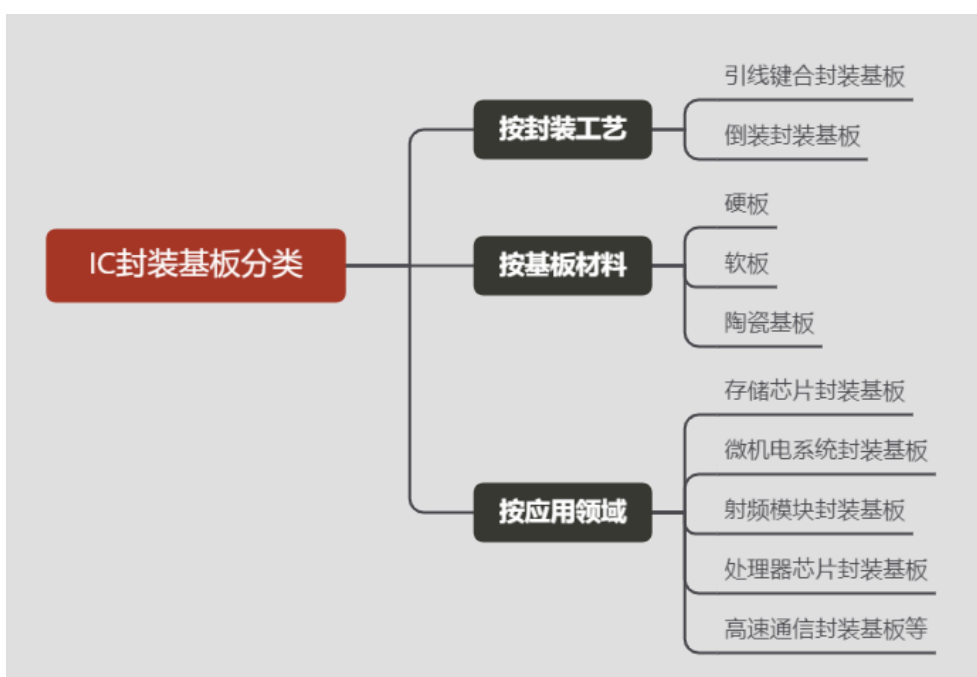 IC封装基板分类
按封装工艺
引线键合封装基板
倒装封装基板
按基板材料
硬板
软板
陶瓷基板
按应用领域
存储芯片封装基板
微机电系统封装基板
射频模块封装基板
处理器芯片封装基板
高速通信封装基板等